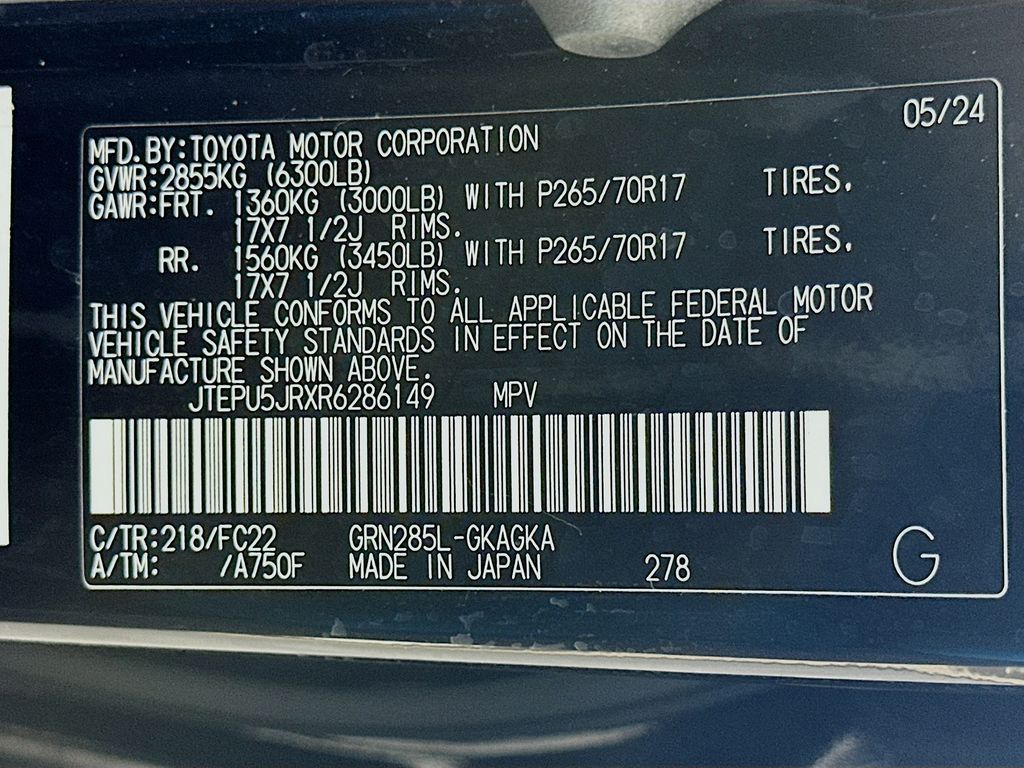 05/24
MFD.BY:TOYOTA MOTOR CORPORATION
GVWR:2855KG (6300LB)
GAWR:FRT. 1360KG (3000LB) WITH P265/70R17 TIRES.
17X7 1/2J RIMS.
RR. 1560KG (3450LB) WITH P265/70R17 TIRES.
17X7 1/2J RIMS.
THIS VEHICLE CONFORMS TO ALL APPLICABLE FEDERAL MOTOR
VEHICLE SAFETY STANDARDS IN EFFECT ON THE DATE OF
MANUFACTURE SHOWN ABOVE.
JTEPU5JRXR6286149 MPV
C/TR:218/FC22 GRN285L-GKAGKA
A/TM: /A750F MADE IN JAPAN 278
G